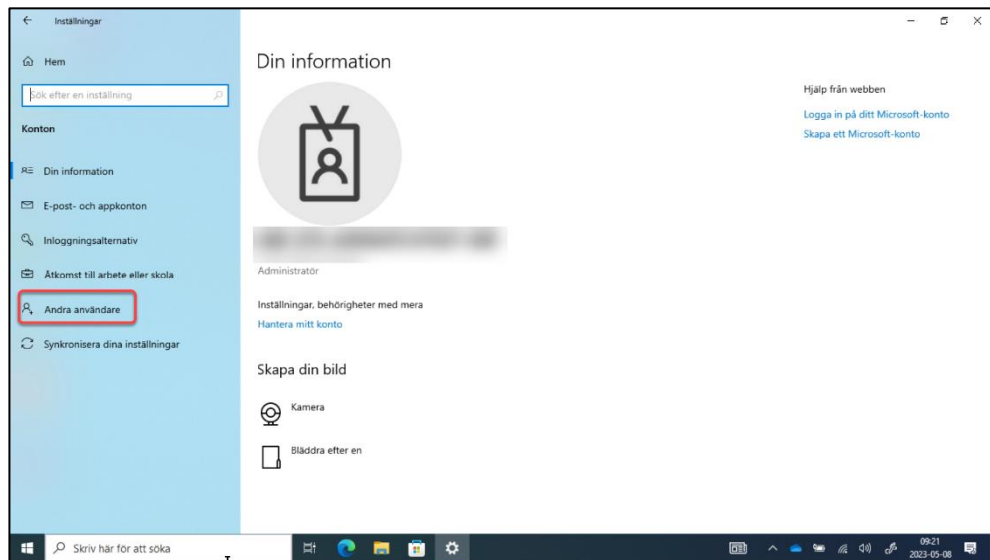 Inställningar
Hem
Sök efter en inställning
Konton
Din information
E-post- och appkonton
Inloggningsalternativ
Åtkomst till arbete eller skola
Andra användare
Synkronisera dina inställningar
Din information
Administratör
Inställningar, behörigheter med mera
Hantera mitt konto
Skapa din bild
Kamera
Bläddra efter en
Hjälp från webben
Logga in på ditt Microsoft-konto
Skapa ett Microsoft-konto
Skriv här för att söka
09:21
2023-05-08